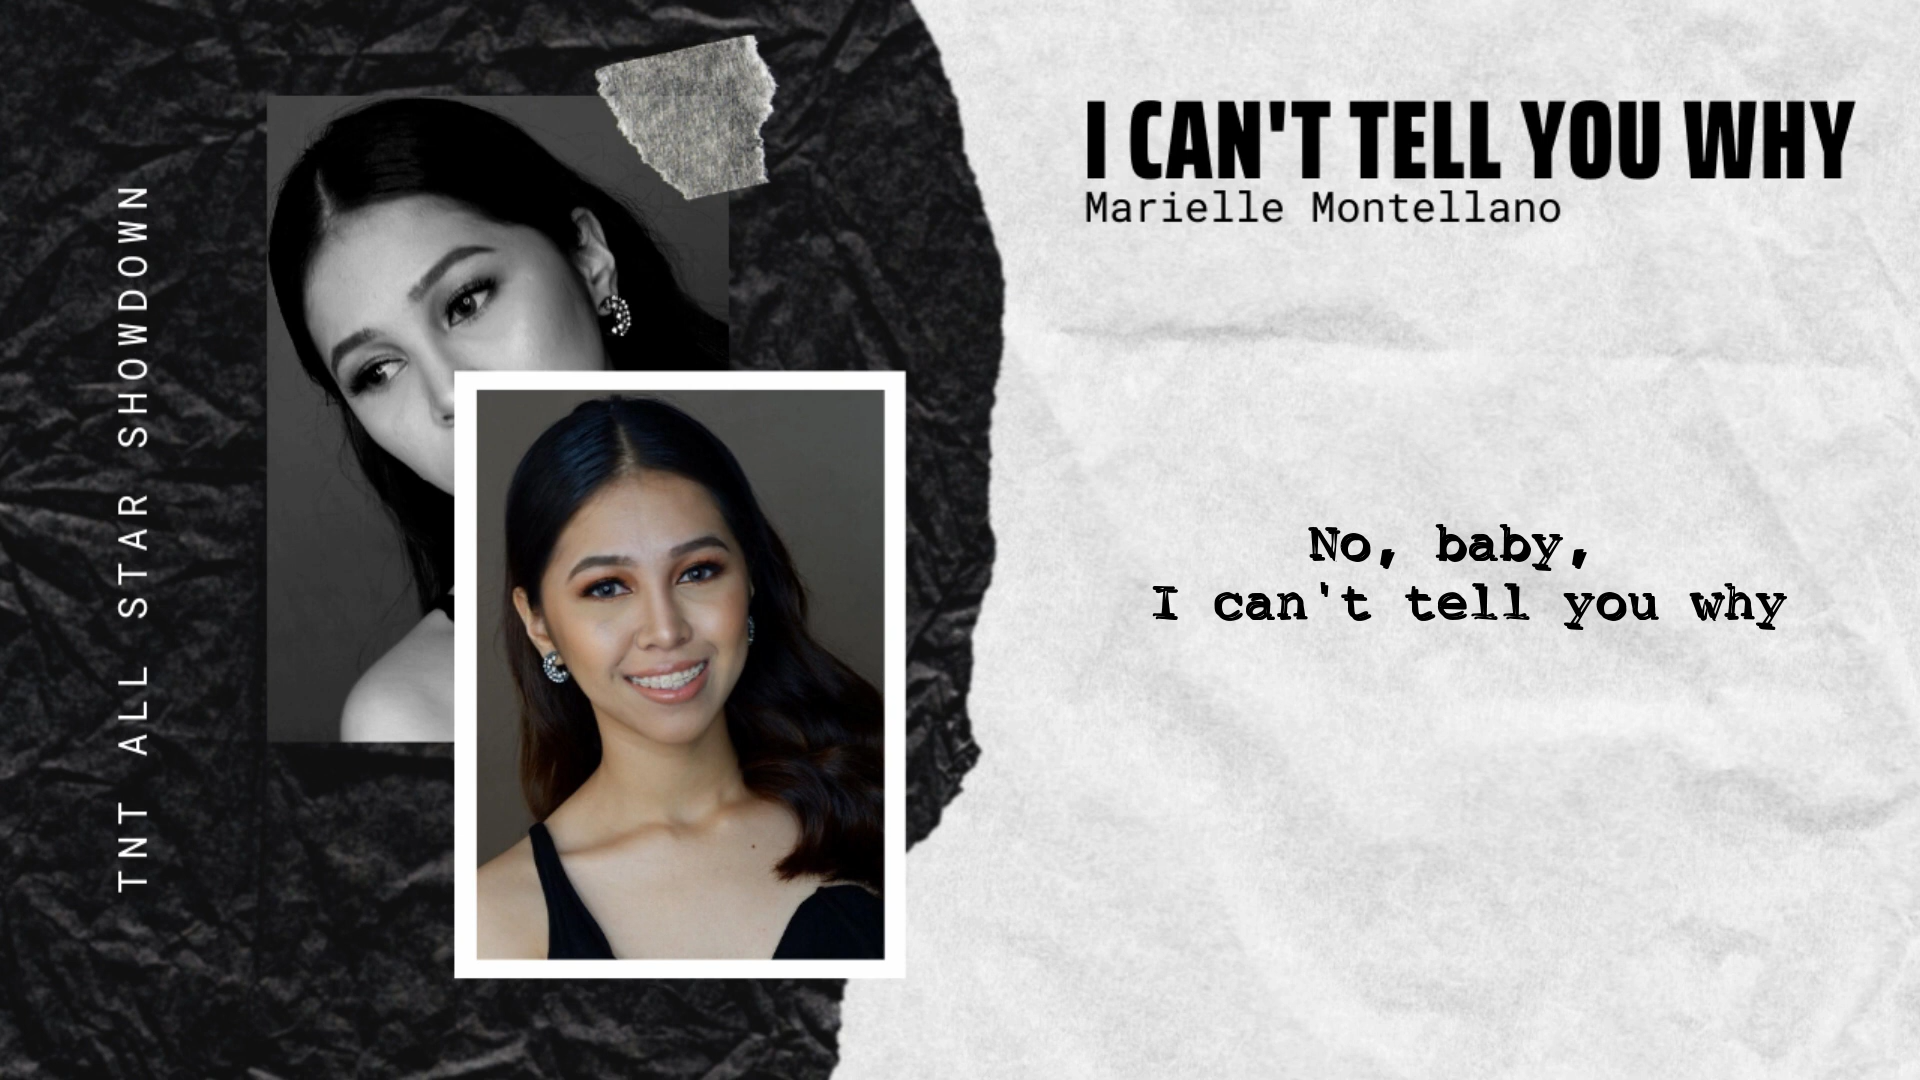 TNT ALL STAR SHOWDOWN
I CAN'T TELL YOU WHY
Marielle Montellano
No, baby,
I can't tell you why